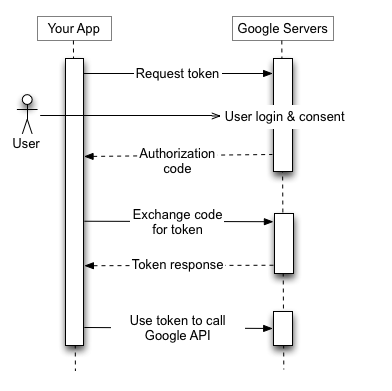 Your App
Google Servers
Request token
User login & consent
User
Authorization
code
Exchange code
for token
Token response
Use token to call
Google API